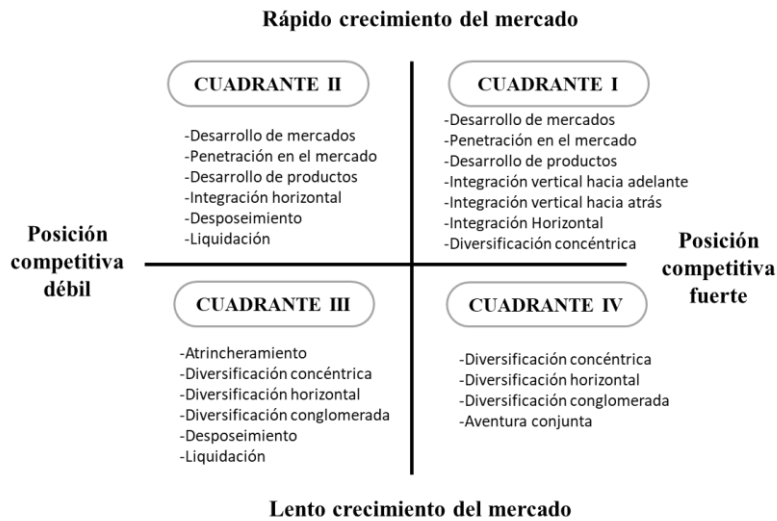 Rápido crecimiento del mercado
CUADRANTE II
-Desarrollo de mercados
-Penetración en el mercado
-Desarrollo de productos
-Integración horizontal
-Desposeimiento
-Liquidación
CUADRANTE I
-Desarrollo de mercados
-Penetración en el mercado
-Desarrollo de productos
-Integración vertical hacia adelante
-Integración vertical hacia atrás
-Integración Horizontal
-Diversificación concéntrica
Posición
competitiva
débil
Posición
competitiva
fuerte
CUADRANTE III
-Atrincheramiento
-Diversificación concéntrica
-Diversificación horizontal
-Diversificación conglomerada
-Desposeimiento
-Liquidación
CUADRANTE IV
-Diversificación concéntrica
-Diversificación horizontal
-Diversificación conglomerada
-Aventura conjunta
Lento crecimiento del mercado